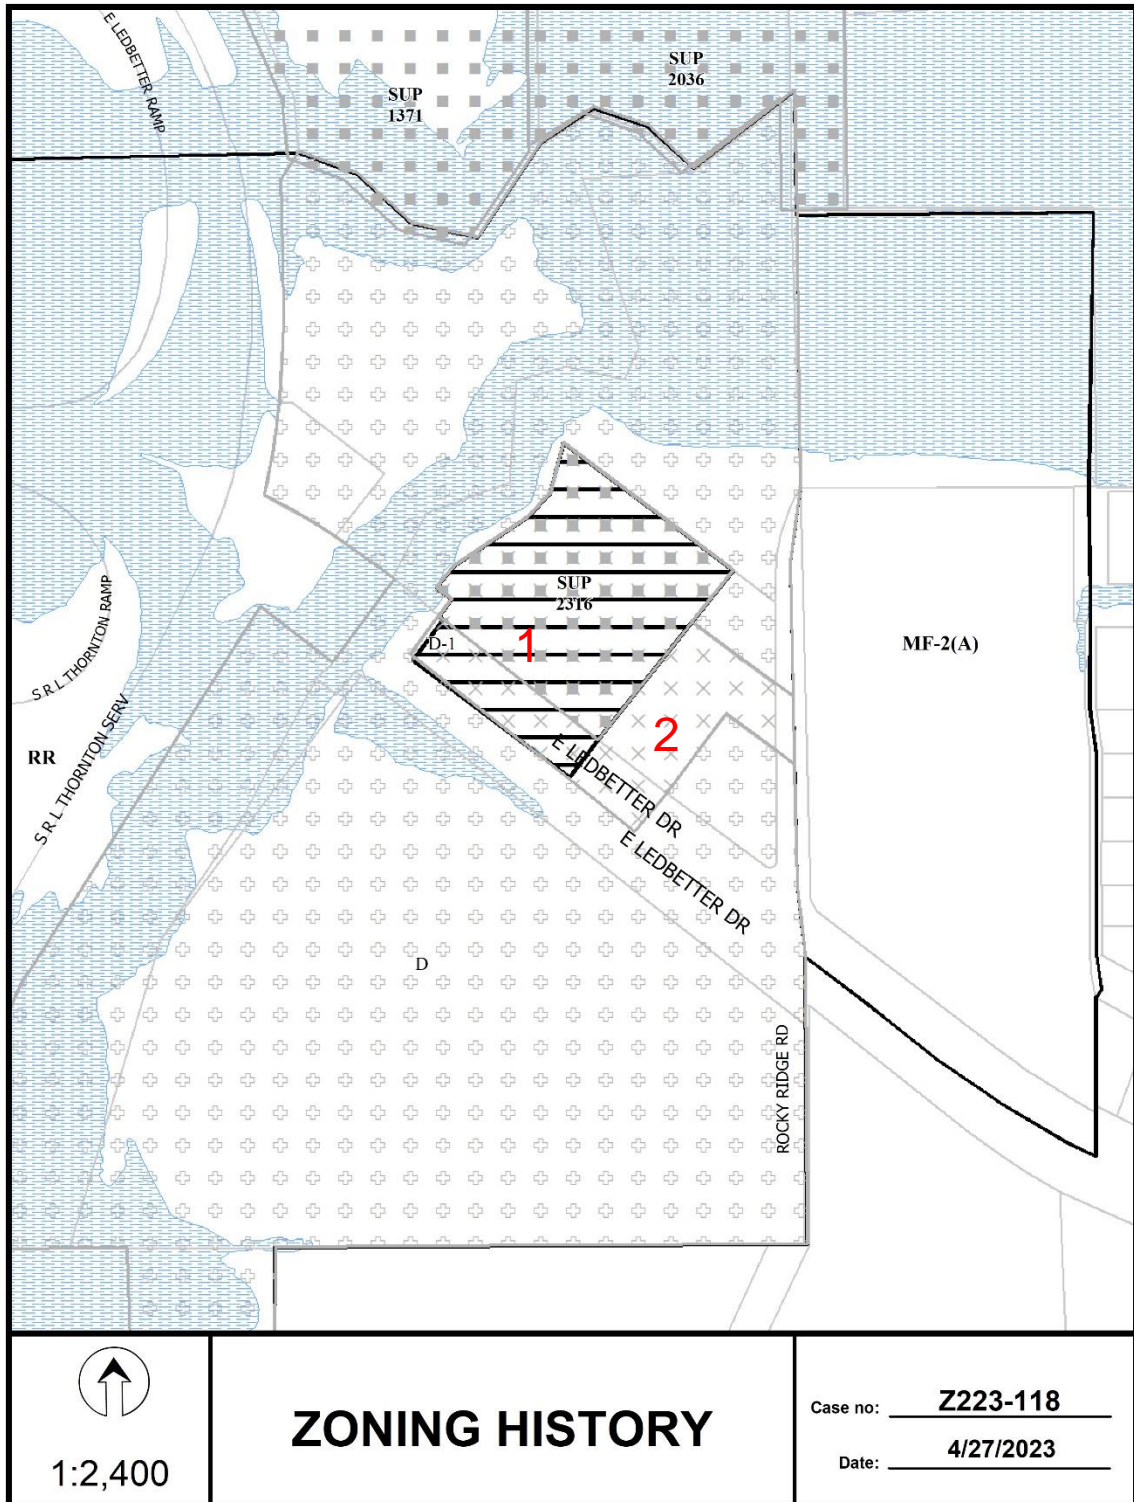 E LEDBETTER RAMP
SUP
1371
SUP
2036
SUP
2316
D-1
1
MF-2(A)
2
S R L THORNTON RAMP
S R L THORNTON SERV
RR
E LEDBETTER DR
E LEDBETTER DR
D
ROCKY RIDGE RD
1:2,400
ZONING HISTORY
Case no: Z223-118
Date: 4/27/2023